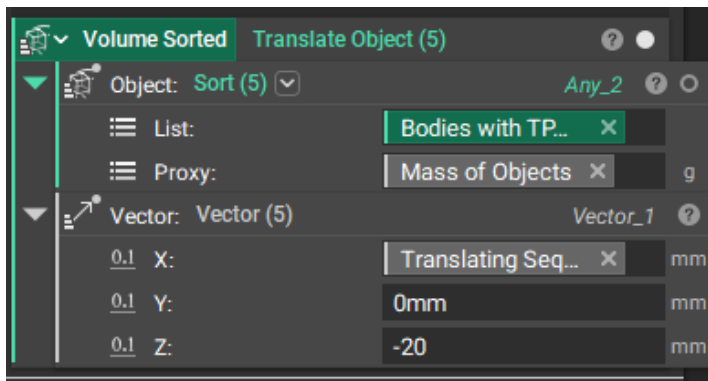 Volume Sorted Translate Object (5) ?
Object: Sort (5) Any_2 ?
List: Bodies with TP... ×
Proxy: Mass of Objects × g
Vector: Vector (5) Vector_1 ?
0.1 X: Translating Seq... × mm
0.1 Y: 0mm mm
0.1 Z: -20 mm